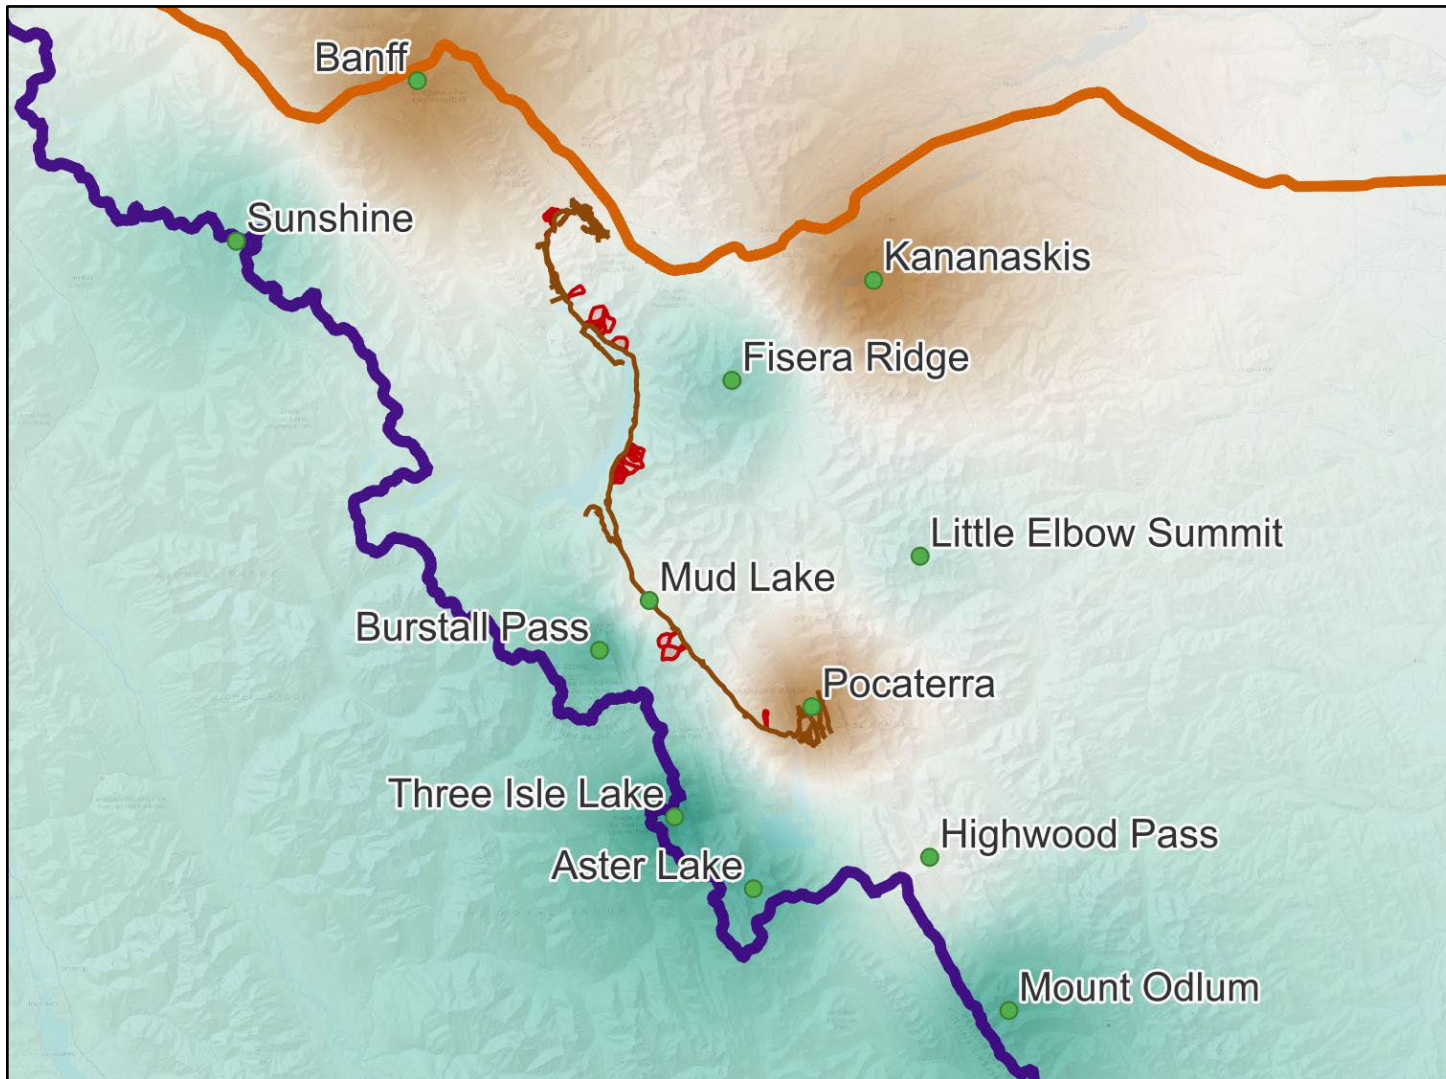 Banff
Sunshine
Kananaskis
Fisera Ridge
Little Elbow Summit
Mud Lake
Burstall Pass
Pocaterra
Three Isle Lake
Highwood Pass
Aster Lake
Mount Odlum